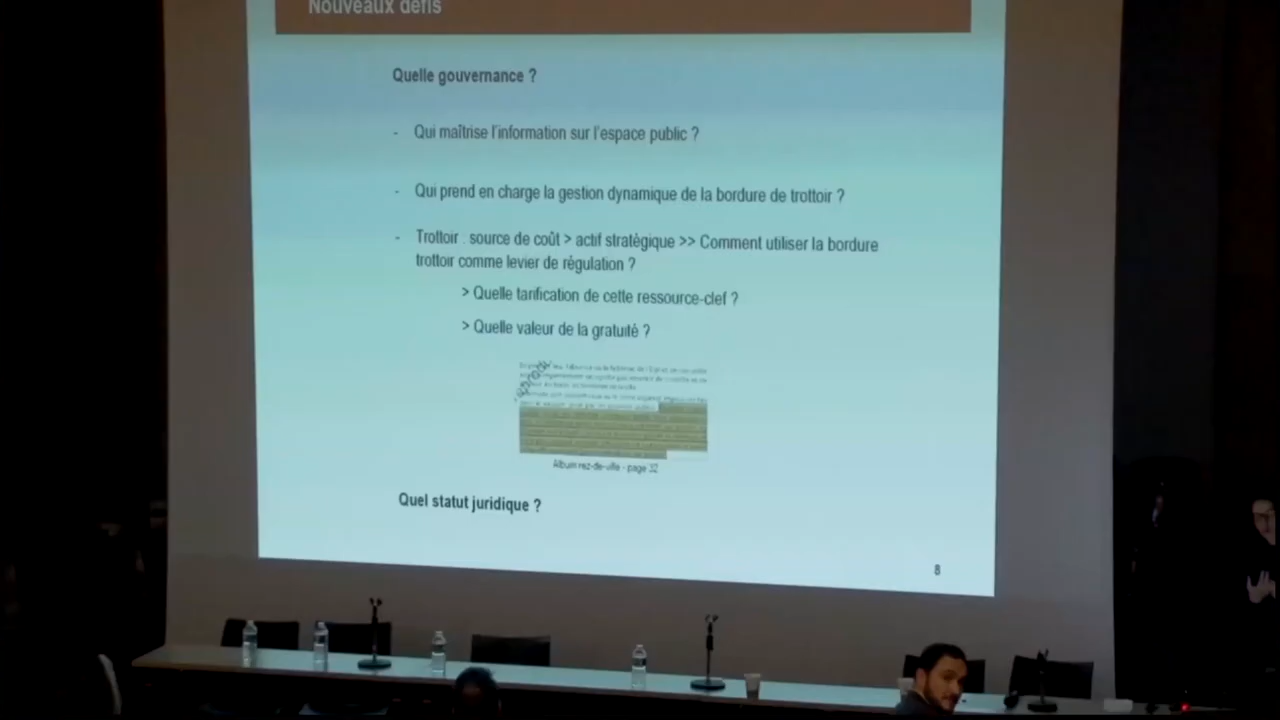 Nouveaux défis
Quelle gouvernance ?
- Qui maîtrise l'information sur l'espace public ?
- Qui prend en charge la gestion dynamique de la bordure de trottoir ?
- Trottoir : source de coût > actif stratégique >> Comment utiliser la bordure
trottoir comme levier de régulation ?
> Quelle tarification de cette ressource-clef ?
> Quelle valeur de la gratuité ?
Album rez-de-ville - page 32
Quel statut juridique ?
8